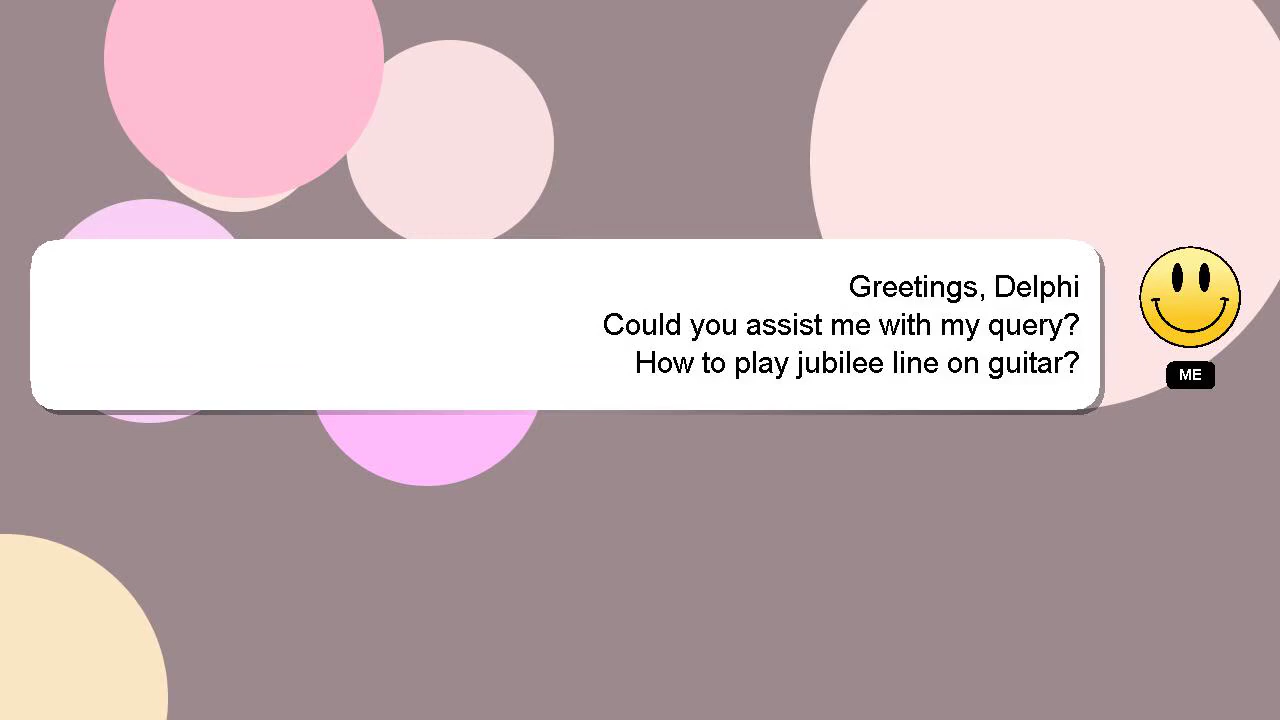 Greetings, Delphi
Could you assist me with my query?
How to play jubilee line on guitar?
ME